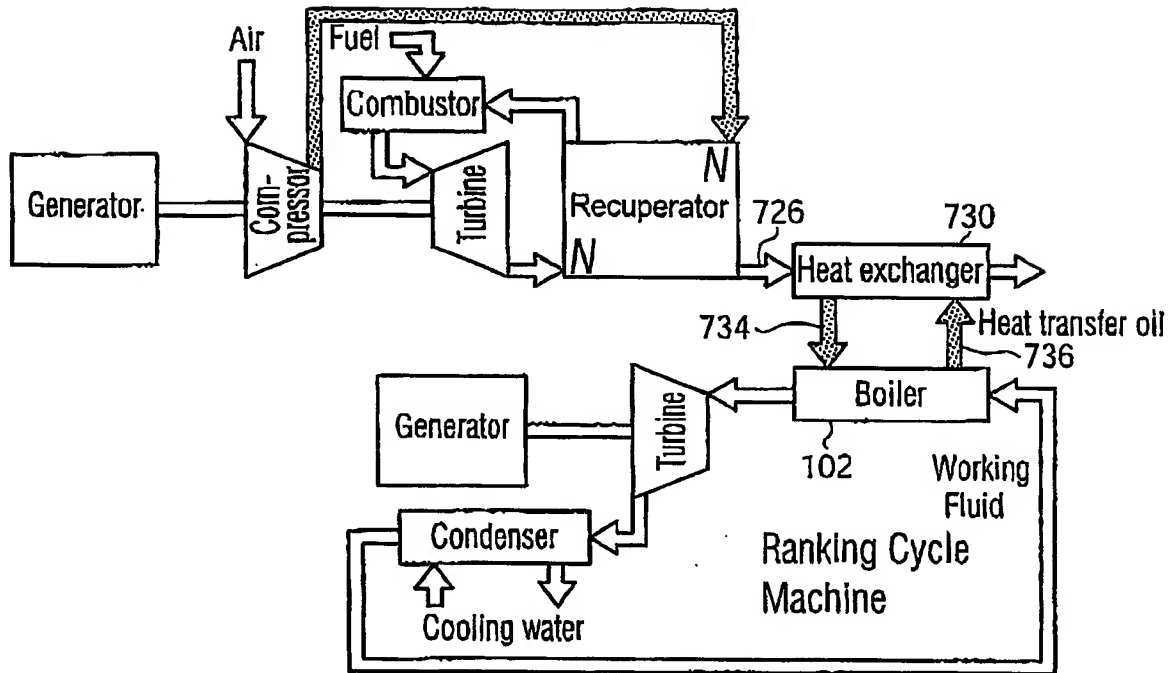 Air
Fuel
Combustor
N
Generator
Com-
pressor
Turbine
Recuperator
N
726
730
Heat exchanger
734
Heat transfer oil
736
Boiler
102
Generator
Turbine
Working
Fluid
Condenser
Ranking Cycle
Machine
Cooling water